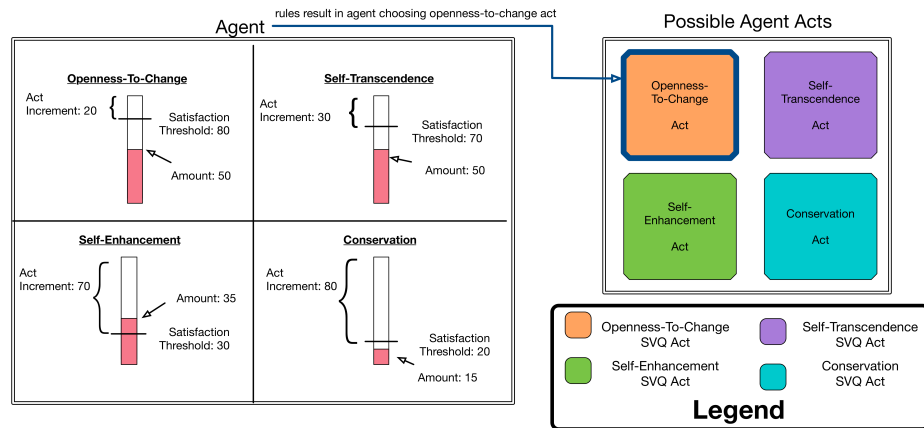 Agent
rules result in agent choosing openness-to-change act
Possible Agent Acts
Openness-To-Change
Act
Increment: 20
Satisfaction
Threshold: 80
Amount: 50
Self-Transcendence
Act
Increment: 30
Satisfaction
Threshold: 70
Amount: 50
Self-Enhancement
Act
Increment: 70
Amount: 35
Satisfaction
Threshold: 30
Conservation
Act
Increment: 80
Satisfaction
Threshold: 20
Amount: 15
Openness-
To-Change
Act
Self-
Transcendence
Act
Self-
Enhancement
Act
Conservation
Act
Openness-To-Change
SVQ Act
Self-Transcendence
SVQ Act
Self-Enhancement
SVQ Act
Conservation
SVQ Act
Legend